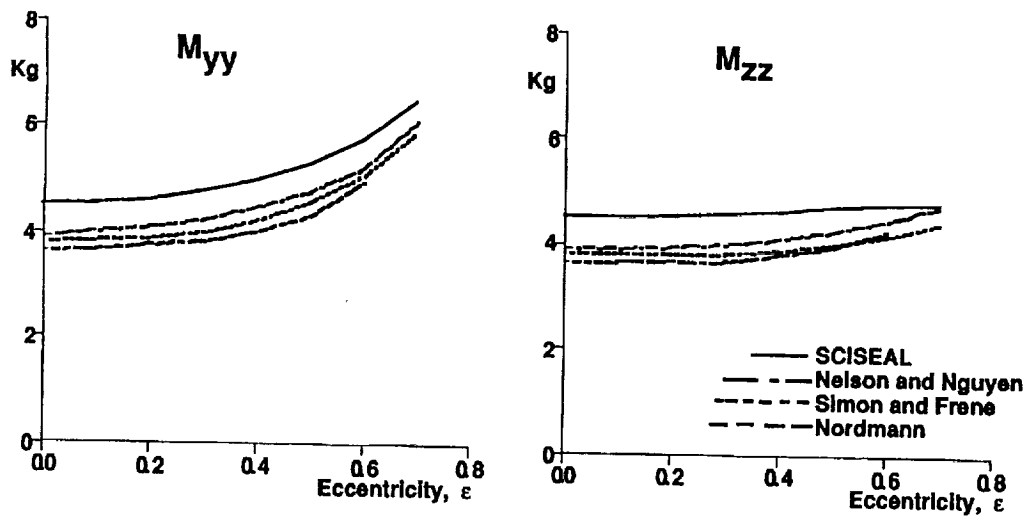 8
Kg
Myy
6
4
2
0
0.0 0.2 0.4 0.6 0.8
Eccentricity, ε
8
Kg
Mzz
6
4
2
0
SCISEAL
Nelson and Nguyen
Simon and Frene
Nordmann
0.0 0.2 0.4 0.6 0.8
Eccentricity, ε